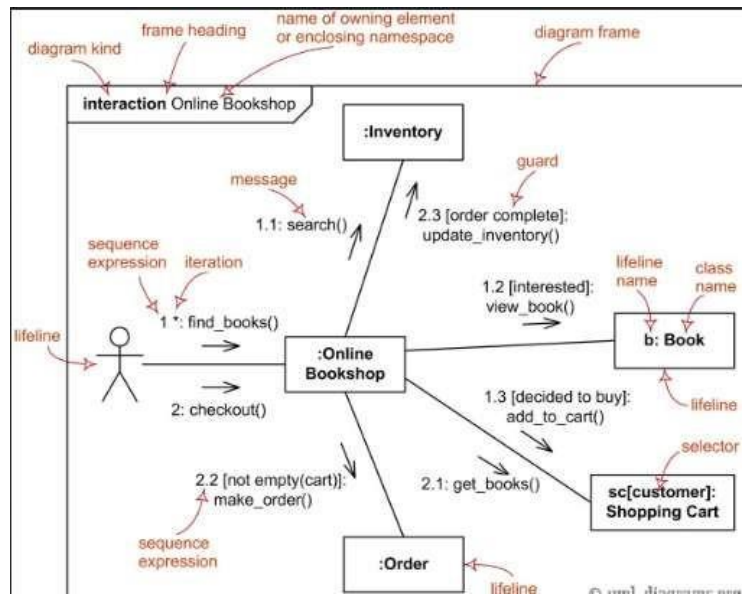 name of owning element
or enclosing namespace
frame heading
diagram kind
diagram frame
interaction Online Bookshop
:Inventory
message
guard
1.1: search()
2.3 [order complete]:
update_inventory()
sequence
expression
iteration
lifeline
name
class
name
1.2 [interested]:
view_book()
1 *: find_books()
lifeline
:Online
Bookshop
b: Book
2: checkout()
1.3 [decided to buy]:
add_to_cart()
lifeline
selector
2.2 [not empty(cart)]:
make_order()
2.1: get_books()
sc[customer]:
Shopping Cart
sequence
expression
:Order
lifeline